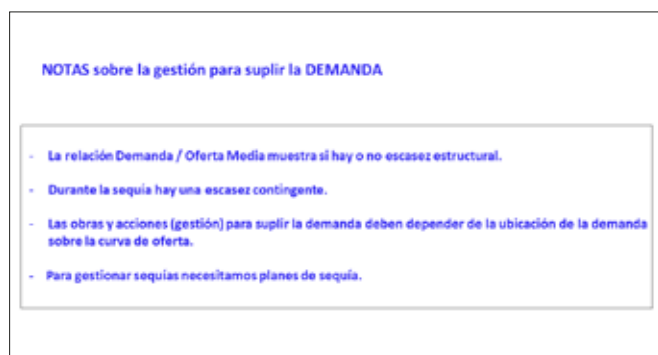 NOTAS sobre la gestión para suplir la DEMANDA
- La relación Demanda / Oferta Media muestra si hay o no escasez estructural.
- Durante la sequía hay una escasez contingente.
- Las obras y acciones (gestión) para suplir la demanda deben depender de la ubicación de la demanda
sobre la curva de oferta.
- Para gestionar sequías necesitamos planes de sequía.